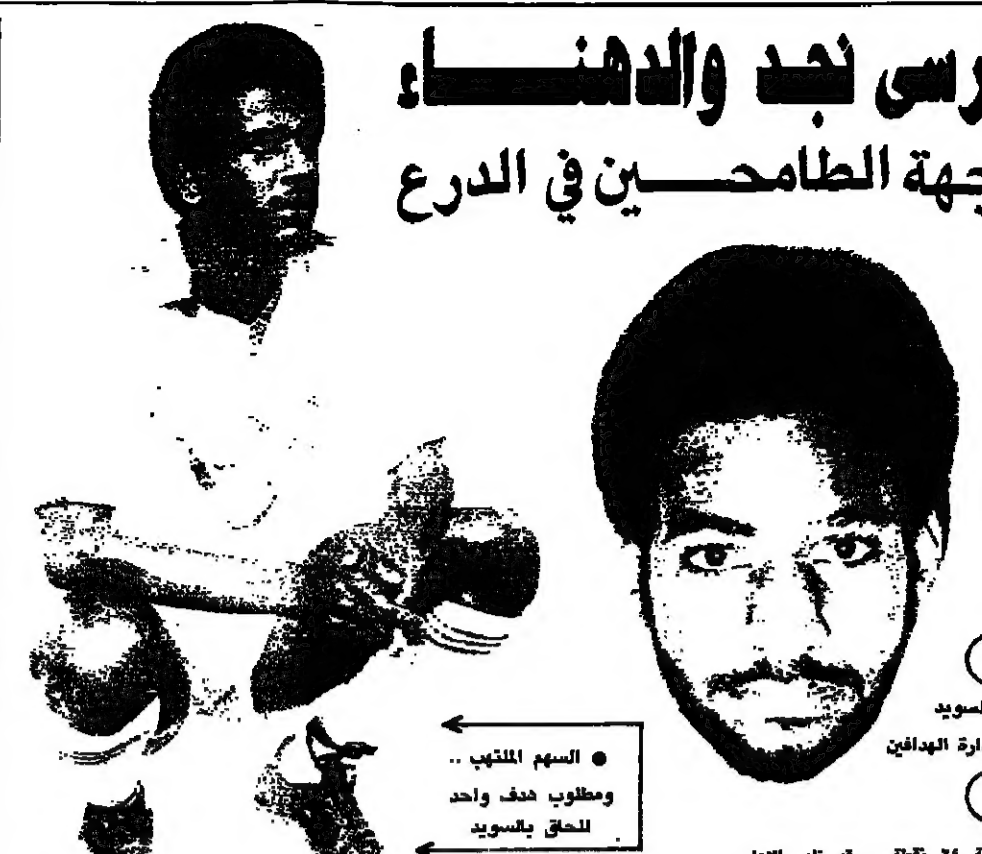 رسى نجد والدهناء
جهة الطامحين في الدرع
● السهم الملتهب ..
ومطلوب هدف واحد
للحاق بالسويد
السويد
ارة الهدافين